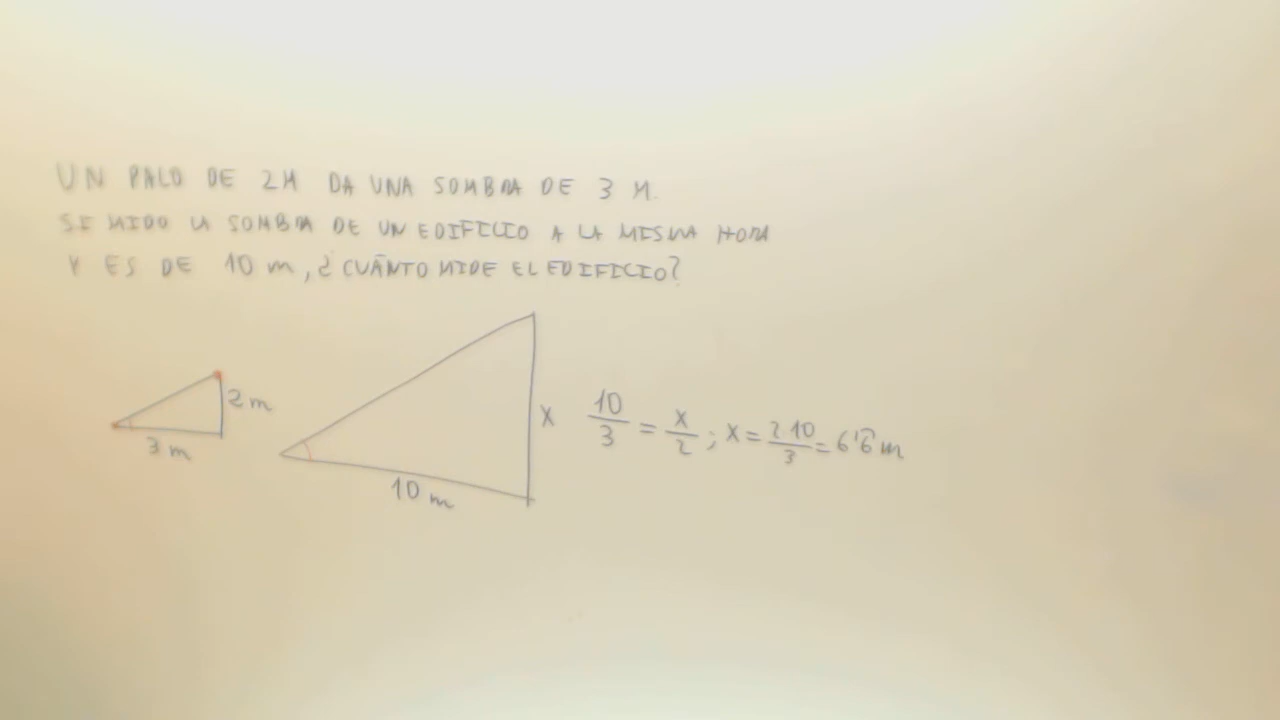 UN PALO DE 2M DA UNA SOMBRA DE 3 M.
SE MIDO LA SOMBRA DE UN EDIFICIO A LA MISMA HORA
Y ES DE 10 m, ¿CUÁNTO MIDE EL EDIFICIO?
2 m
3 m
x
10 m
10/3 = x/2 ; x = 2·10/3 = 6'6̂ m